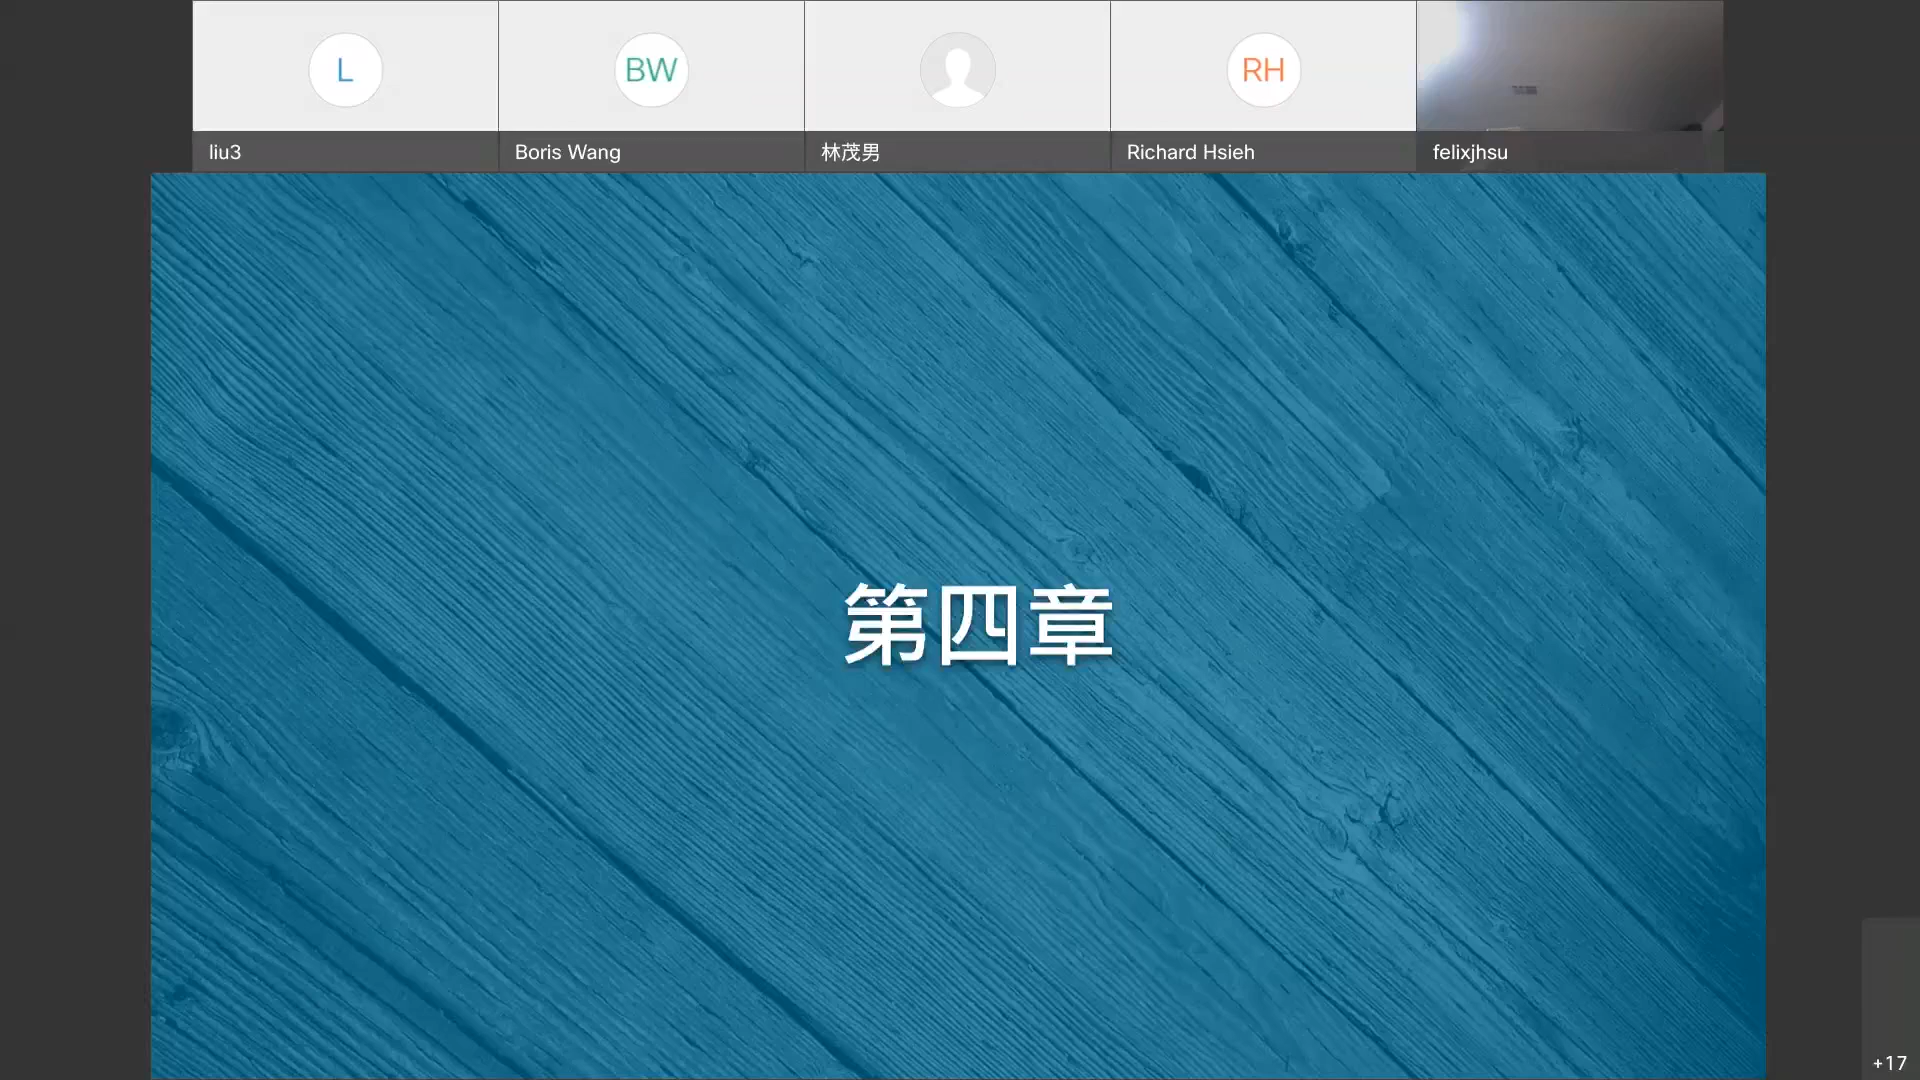 L
BW
RH
liu3
Boris Wang
林茂男
Richard Hsieh
felixjhsu
第四章
+17